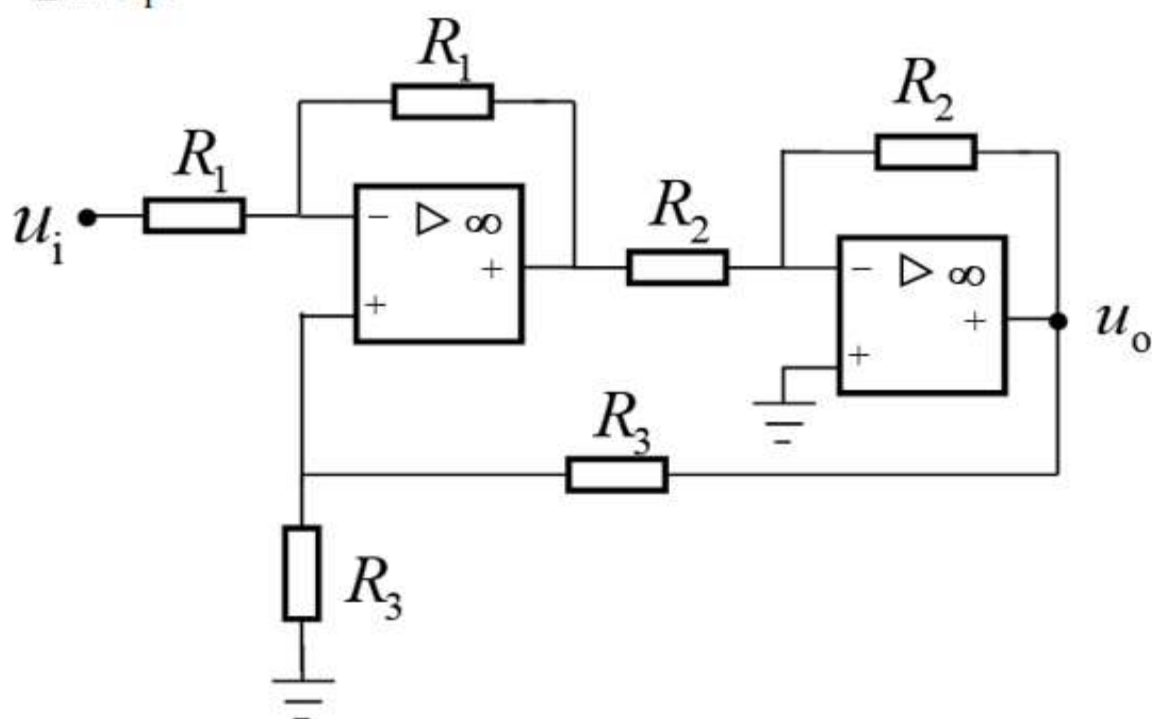 R₁
R₂
R₁
uᵢ
− ▷ ∞
+
+
R₂
− ▷ ∞
+
+
uₒ
R₃
R₃